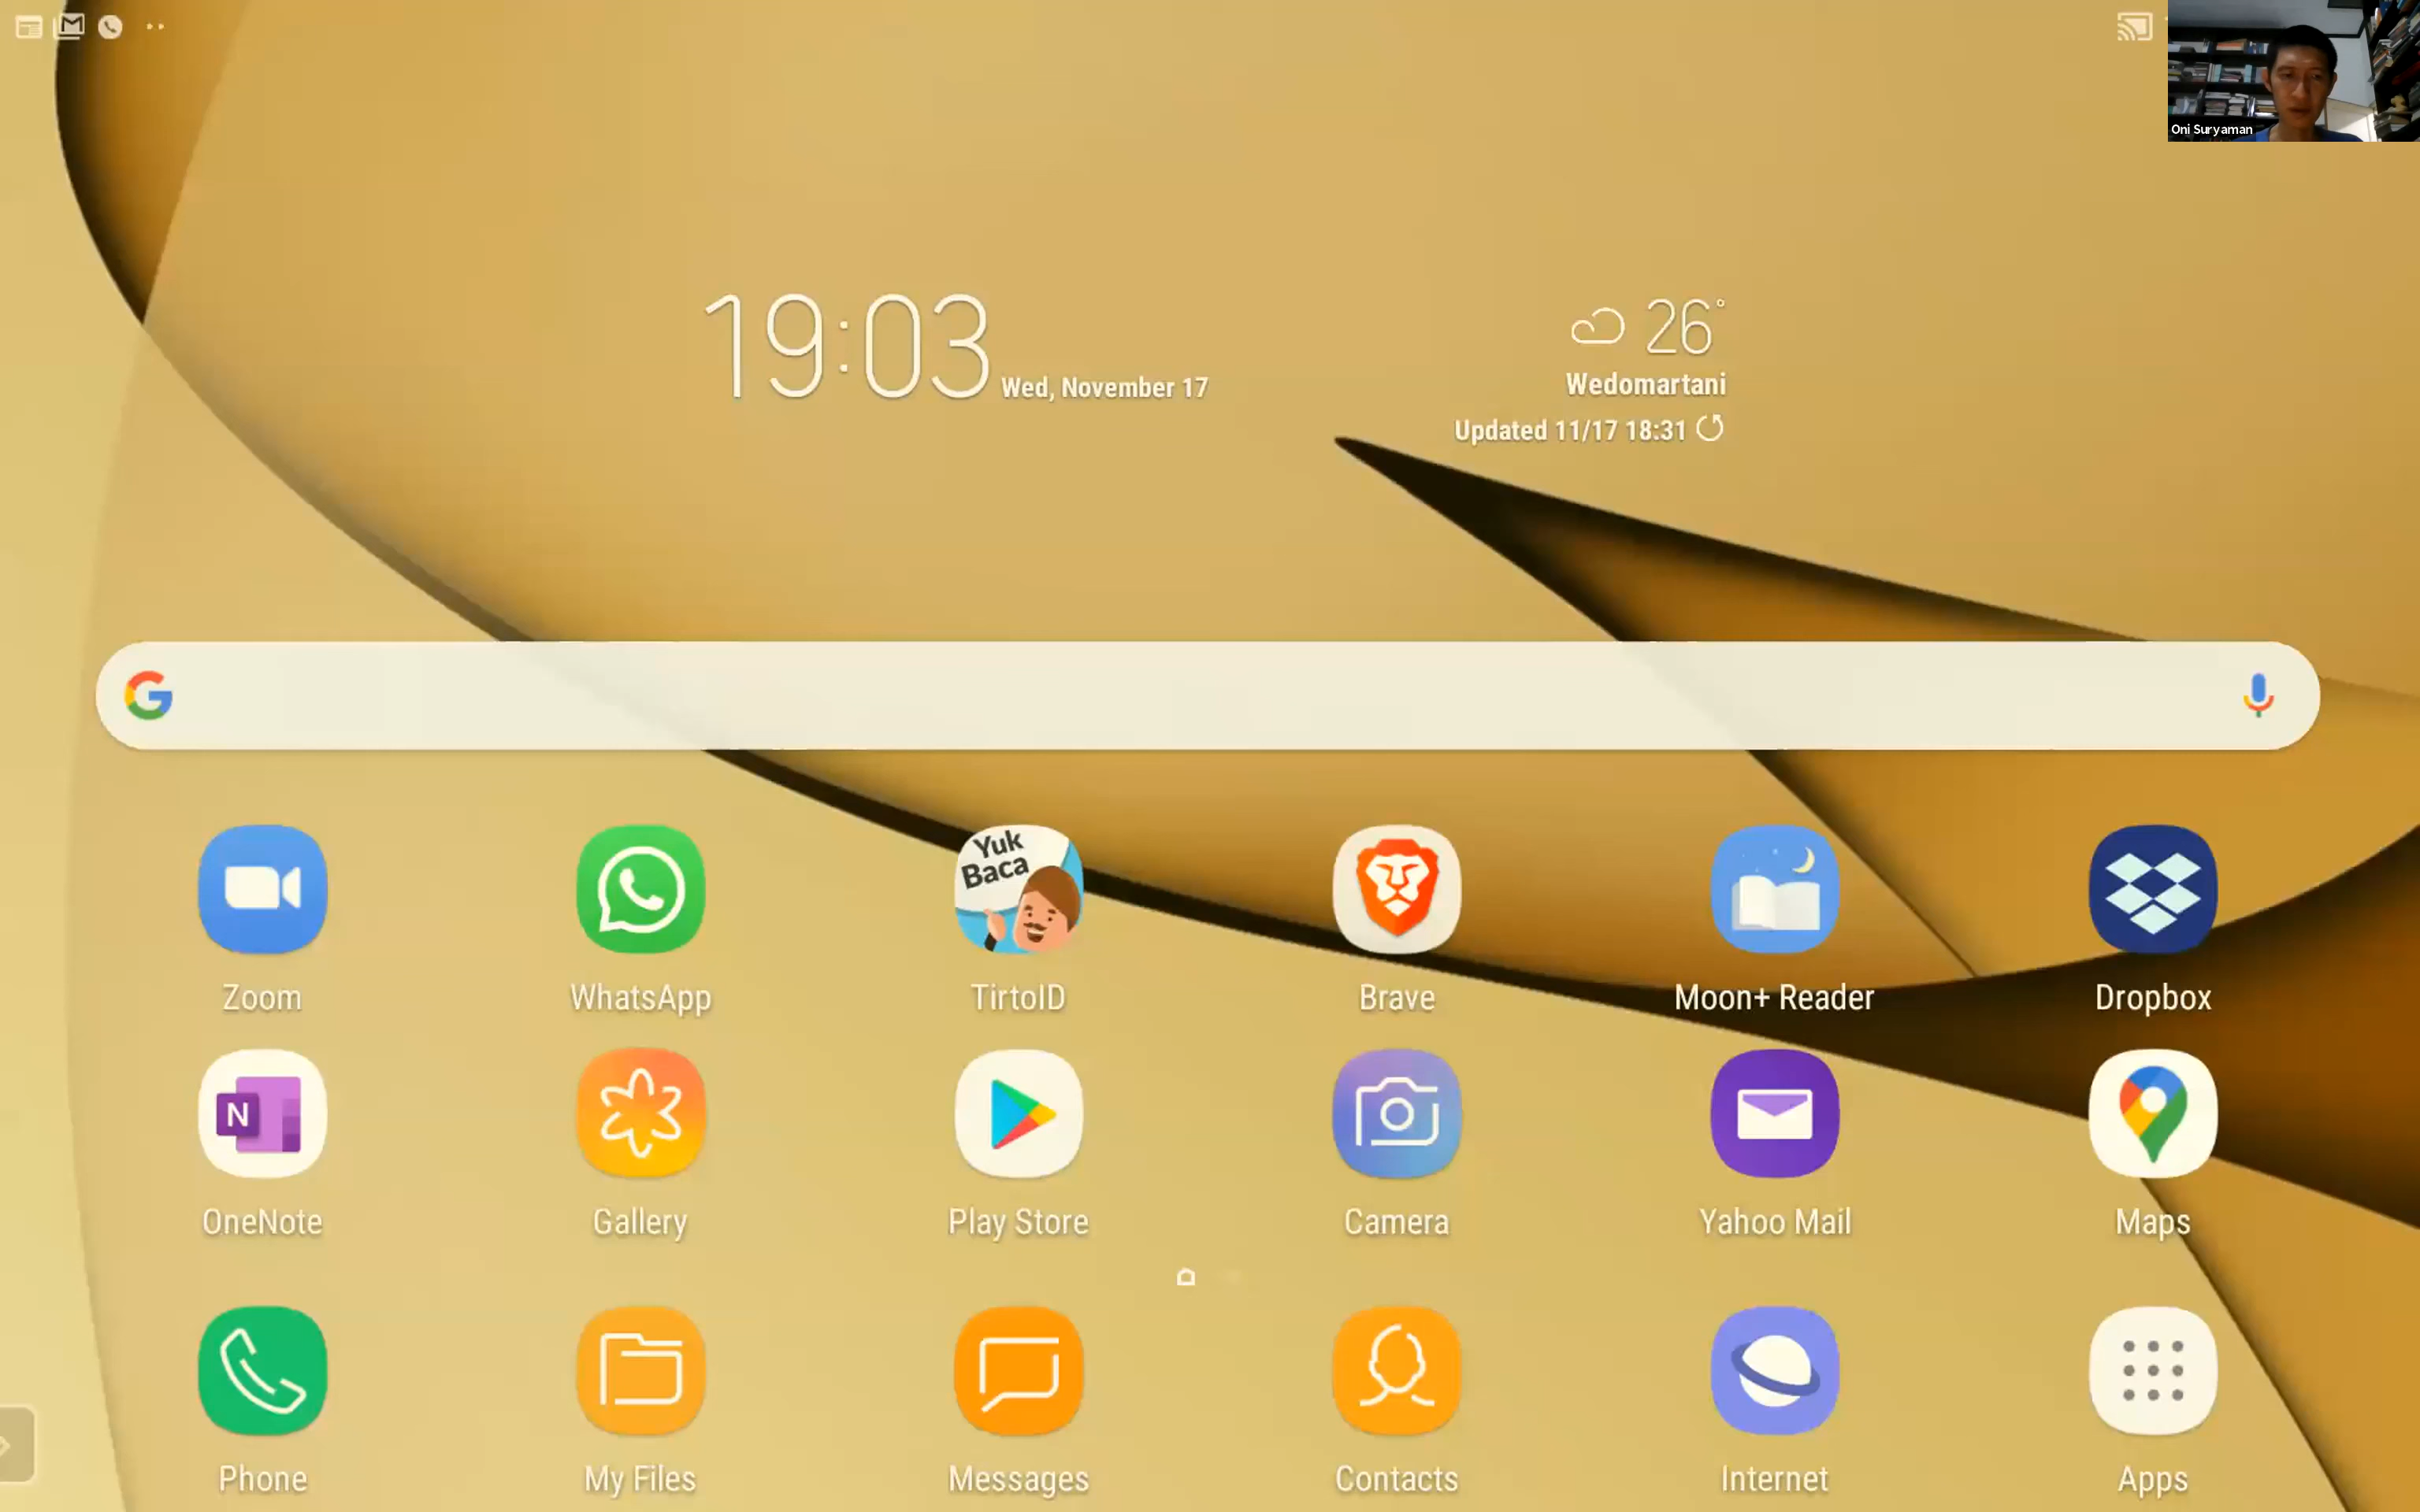 Oni Suryaman
19:03 Wed, November 17
26°
Wedomartani
Updated 11/17 18:31
G
Yuk
Baca
Zoom WhatsApp TirtoID Brave Moon+ Reader Dropbox
N
OneNote Gallery Play Store Camera Yahoo Mail Maps
Phone My Files Messages Contacts Internet Apps